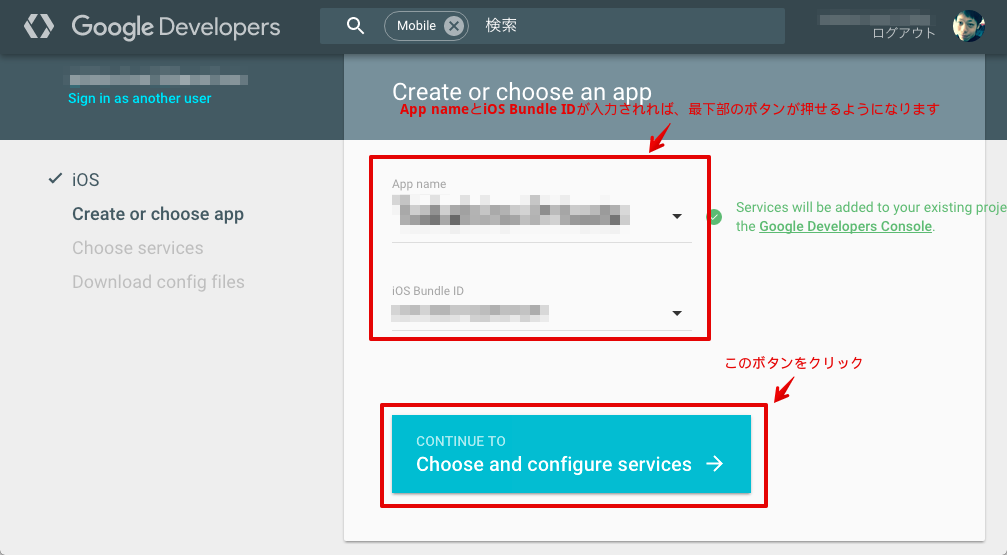 Google Developers
Mobile
検索
ログアウト
Sign in as another user
Create or choose an app
App nameとiOS Bundle IDが入力されれば、最下部のボタンが押せるようになります
iOS
Create or choose app
Choose services
Download config files
App name
Services will be added to your existing proje
the Google Developers Console.
iOS Bundle ID
このボタンをクリック
CONTINUE TO
Choose and configure services